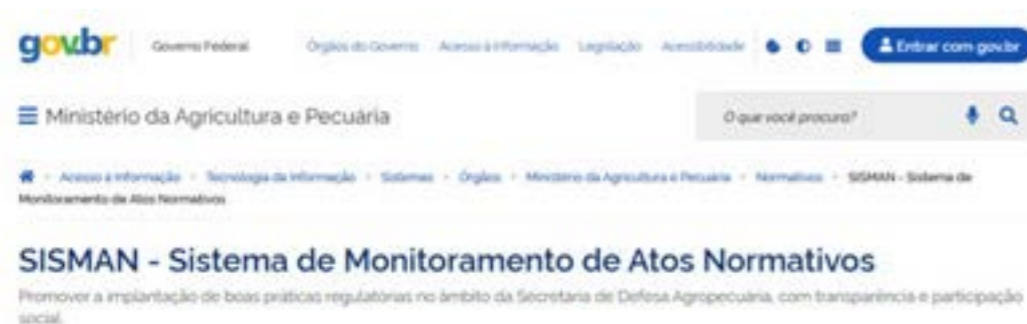 gov.br Governo Federal Órgãos do Governo Acesso à Informação Legislação Acessibilidade Entrar com gov.br
Ministério da Agricultura e Pecuária O que você procura?
Acesso à Informação Tecnologia da Informação Sistemas Órgãos Ministério da Agricultura e Pecuária Normativos SISMAN - Sistema de
Monitoramento de Atos Normativos
SISMAN - Sistema de Monitoramento de Atos Normativos
Promover a implantação de boas práticas regulatórias no âmbito da Secretaria de Defesa Agropecuária, com transparência e participação
social.